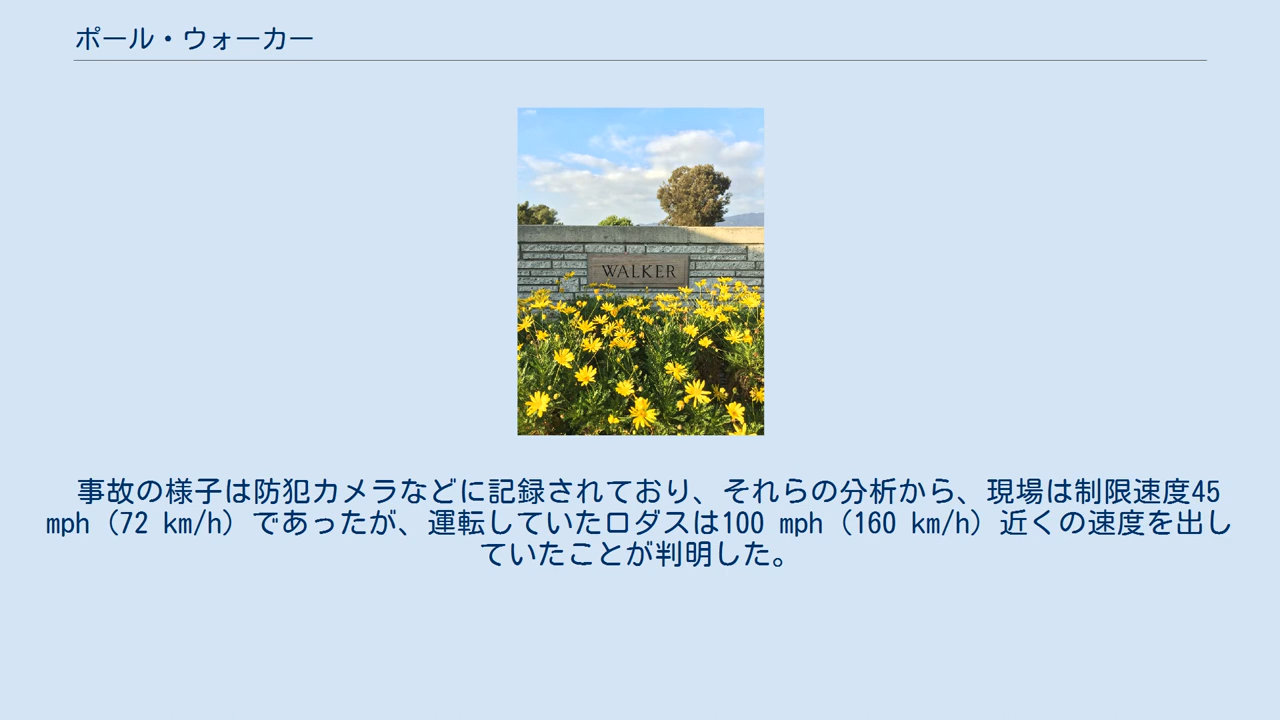 ポール・ウォーカー
WALKER
事故の様子は防犯カメラなどに記録されており、それらの分析から、現場は制限速度45
mph（72 km/h）であったが、運転していたロダスは100 mph（160 km/h）近くの速度を出し
ていたことが判明した。